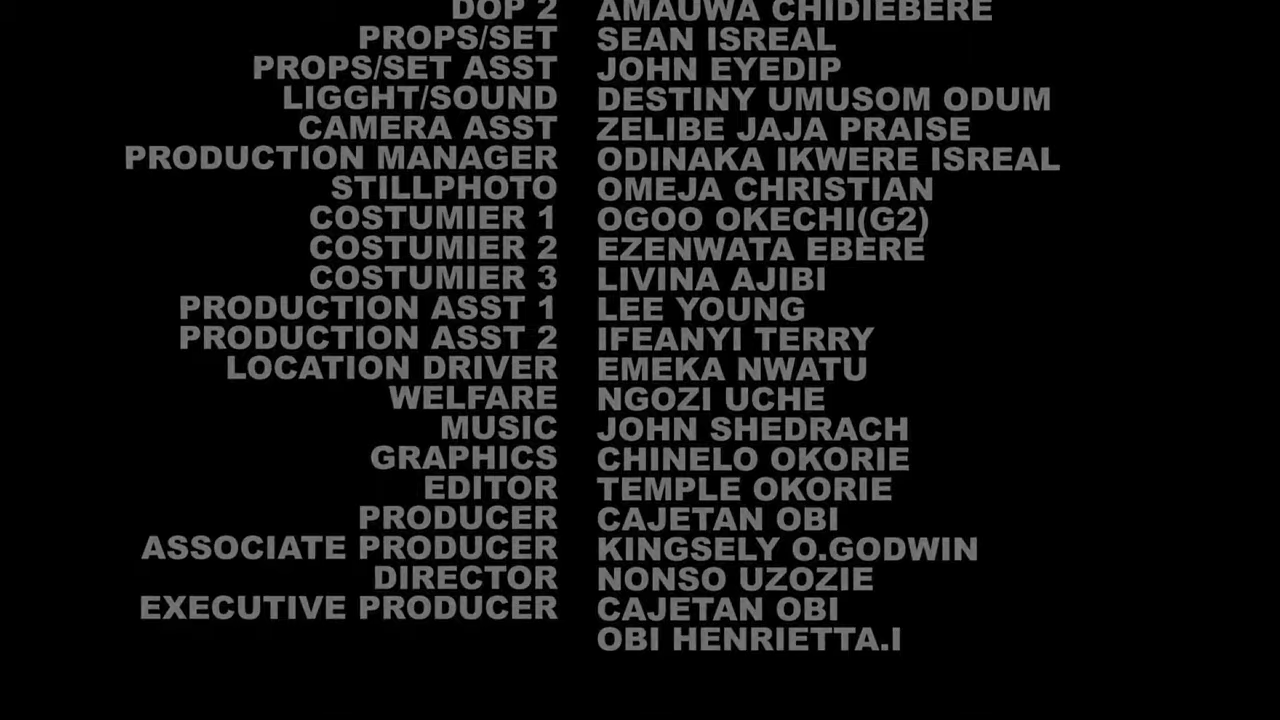 DOP 2 AMAUWA CHIDIEBERE
PROPS/SET SEAN ISREAL
PROPS/SET ASST JOHN EYEDIP
LIGGHT/SOUND DESTINY UMUSOM ODUM
CAMERA ASST ZELIBE JAJA PRAISE
PRODUCTION MANAGER ODINAKA IKWERE ISREAL
STILLPHOTO OMEJA CHRISTIAN
COSTUMIER 1 OGOO OKECHI(G2)
COSTUMIER 2 EZENWATA EBERE
COSTUMIER 3 LIVINA AJIBI
PRODUCTION ASST 1 LEE YOUNG
PRODUCTION ASST 2 IFEANYI TERRY
LOCATION DRIVER EMEKA NWATU
WELFARE NGOZI UCHE
MUSIC JOHN SHEDRACH
GRAPHICS CHINELO OKORIE
EDITOR TEMPLE OKORIE
PRODUCER CAJETAN OBI
ASSOCIATE PRODUCER KINGSELY O.GODWIN
DIRECTOR NONSO UZOZIE
EXECUTIVE PRODUCER CAJETAN OBI
OBI HENRIETTA.I